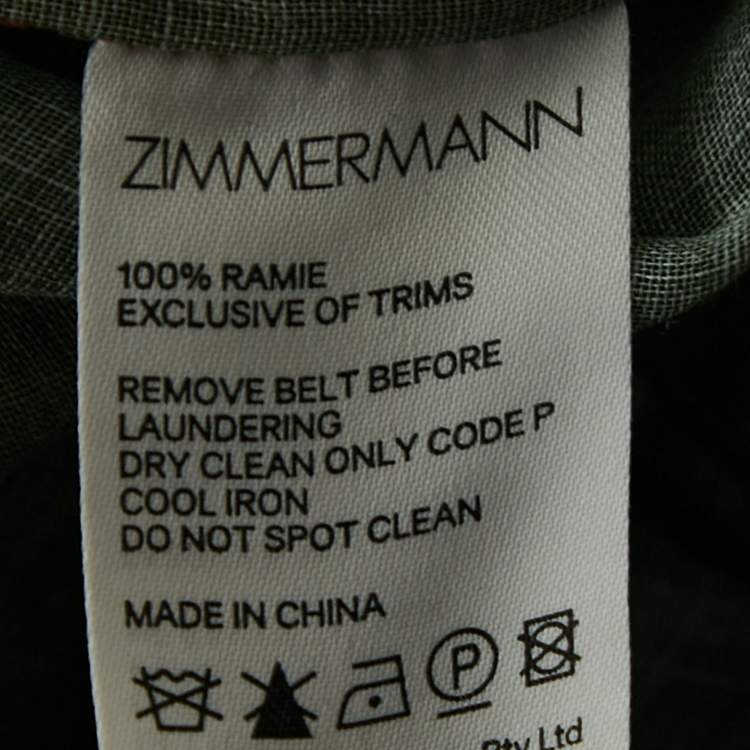 ZIMMERMANN
100% RAMIE
EXCLUSIVE OF TRIMS
REMOVE BELT BEFORE
LAUNDERING
DRY CLEAN ONLY CODE P
COOL IRON
DO NOT SPOT CLEAN
MADE IN CHINA
P
Pty Ltd